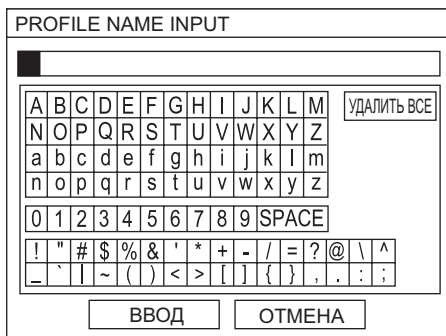 PROFILE NAME INPUT
A B C D E F G H I J K L M УДАЛИТЬ ВСЕ
N O P Q R S T U V W X Y Z
a b c d e f g h i j k l m
n o p q r s t u v w x y z
0 1 2 3 4 5 6 7 8 9 SPACE
! " # $ % & ' * + - / = ? @ \ ^
_ ` | ~ ( ) < > [ ] { } , . : ;
ВВОД ОТМЕНА